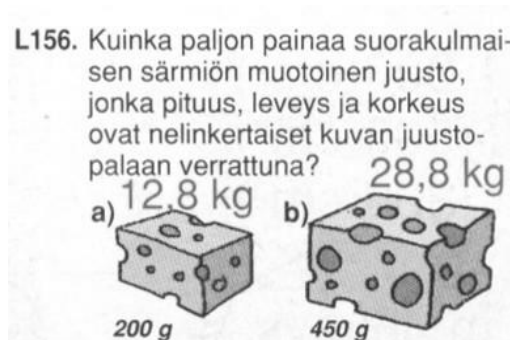 L156. Kuinka paljon painaa suorakulmai-
sen särmiön muotoinen juusto,
jonka pituus, leveys ja korkeus
ovat nelinkertaiset kuvan juusto-
palaan verrattuna?
a) 12,8 kg b) 28,8 kg
200 g 450 g